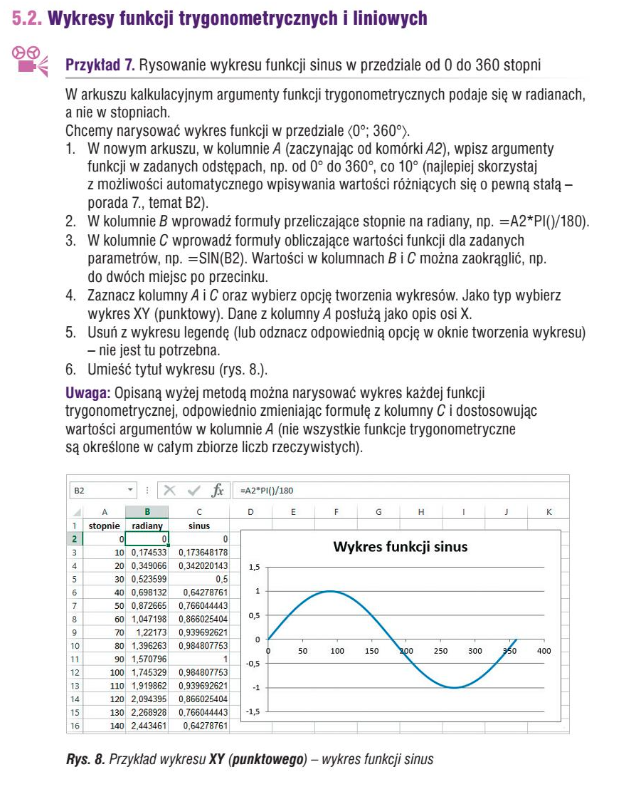 5.2. Wykresy funkcji trygonometrycznych i liniowych
Przykład 7. Rysowanie wykresu funkcji sinus w przedziale od 0 do 360 stopni
W arkuszu kalkulacyjnym argumenty funkcji trygonometrycznych podaje się w radianach,
a nie w stopniach.
Chcemy narysować wykres funkcji w przedziale ⟨0°; 360°⟩.
1. W nowym arkuszu, w kolumnie A (zaczynając od komórki A2), wpisz argumenty
funkcji w zadanych odstępach, np. od 0° do 360°, co 10° (najlepiej skorzystaj
z możliwości automatycznego wpisywania wartości różniących się o pewną stałą –
porada 7., temat B2).
2. W kolumnie B wprowadź formuły przeliczające stopnie na radiany, np. =A2*PI()/180).
3. W kolumnie C wprowadź formuły obliczające wartości funkcji dla zadanych
parametrów, np. =SIN(B2). Wartości w kolumnach B i C można zaokrąglić, np.
do dwóch miejsc po przecinku.
4. Zaznacz kolumny A i C oraz wybierz opcję tworzenia wykresów. Jako typ wybierz
wykres XY (punktowy). Dane z kolumny A posłużą jako opis osi X.
5. Usuń z wykresu legendę (lub odznacz odpowiednią opcję w oknie tworzenia wykresu)
– nie jest tu potrzebna.
6. Umieść tytuł wykresu (rys. 8.).
Uwaga: Opisaną wyżej metodą można narysować wykres każdej funkcji
trygonometrycznej, odpowiednio zmieniając formułę z kolumny C i dostosowując
wartości argumentów w kolumnie A (nie wszystkie funkcje trygonometryczne
są określone w całym zbiorze liczb rzeczywistych).
B2 fx =A2*PI()/180
A B C D E F G H I J K
1 stopnie radiany sinus
2 0 0 0
3 10 0,174533 0,173648178
4 20 0,349066 0,342020143
5 30 0,523599 0,5
6 40 0,698132 0,64278761
7 50 0,872665 0,766044443
8 60 1,047198 0,866025404
9 70 1,22173 0,939692621
10 80 1,396263 0,984807753
11 90 1,570796 1
12 100 1,745329 0,984807753
13 110 1,919862 0,939692621
14 120 2,094395 0,866025404
15 130 2,268928 0,766044443
16 140 2,443461 0,64278761
Wykres funkcji sinus
1,5
1
0,5
0
0 50 100 150 200 250 300 350 400
-0,5
-1
-1,5
Rys. 8. Przykład wykresu XY (punktowego) – wykres funkcji sinus